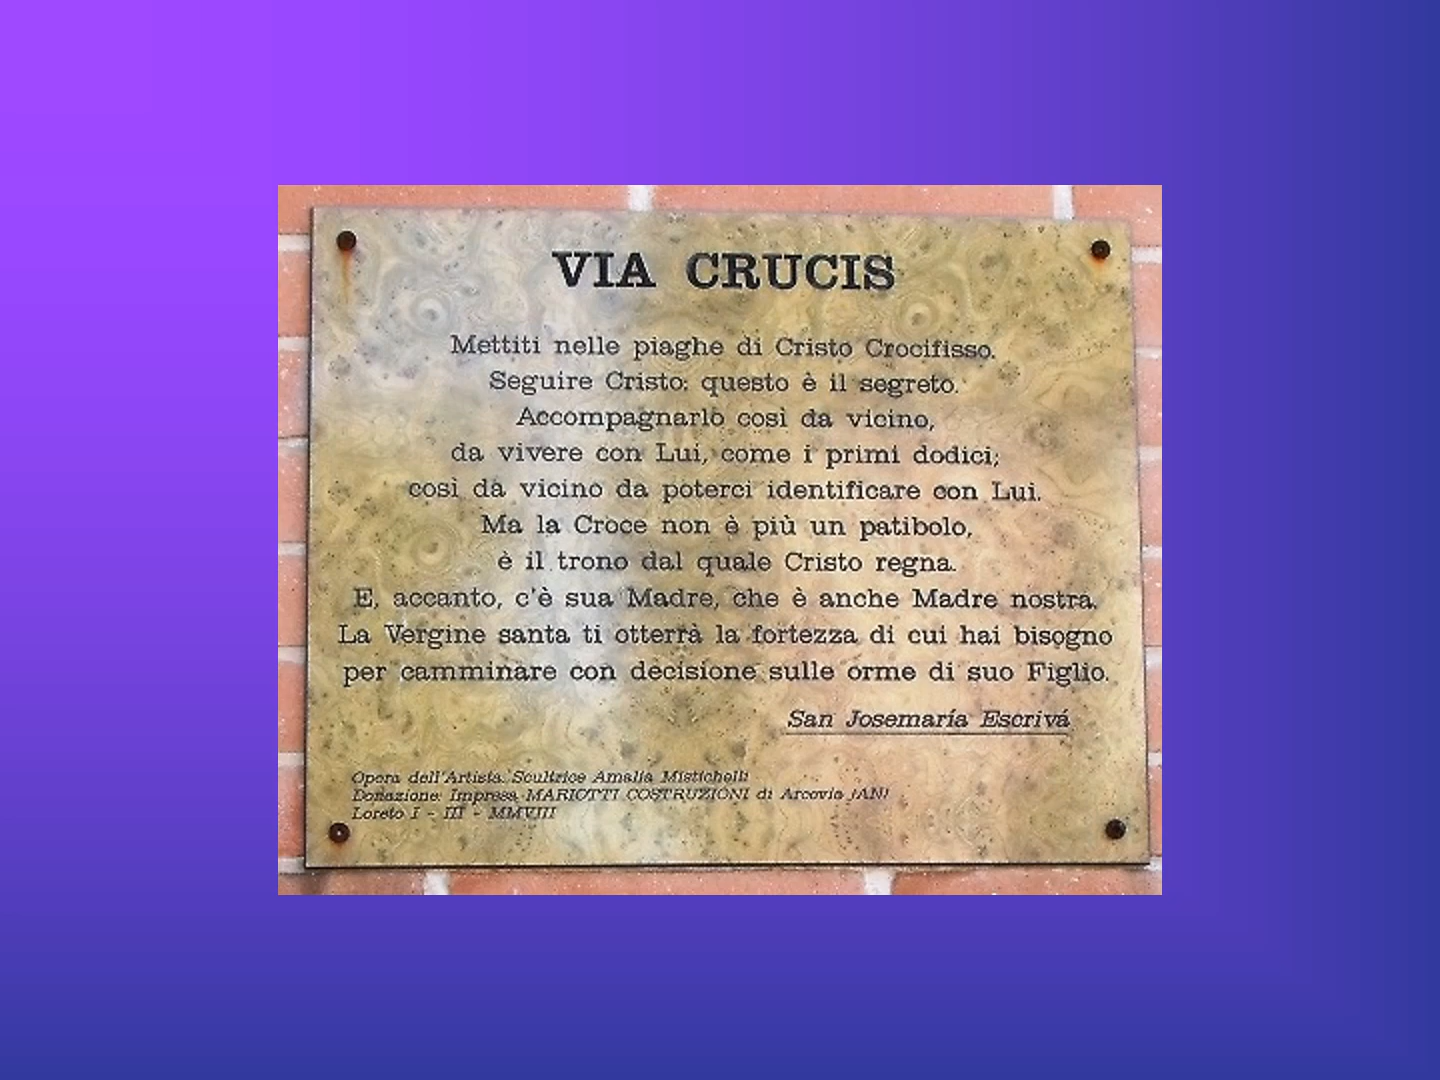 VIA CRUCIS
Mettiti nelle piaghe di Cristo Crocifisso.
Seguire Cristo: questo è il segreto.
Accompagnarlo così da vicino,
da vivere con Lui, come i primi dodici;
così da vicino da poterci identificare con Lui.
Ma la Croce non è più un patibolo,
è il trono dal quale Cristo regna.
E, accanto, c'è sua Madre, che è anche Madre nostra.
La Vergine santa ti otterrà la fortezza di cui hai bisogno
per camminare con decisione sulle orme di suo Figlio.
San Josemaría Escrivá
Opera dell'Artista: Scultrice Amalia Mistichelli
Donazione: Impresa MARIOTTI COSTRUZIONI di Arcevia /AN/
Loreto I - III - MMVIII